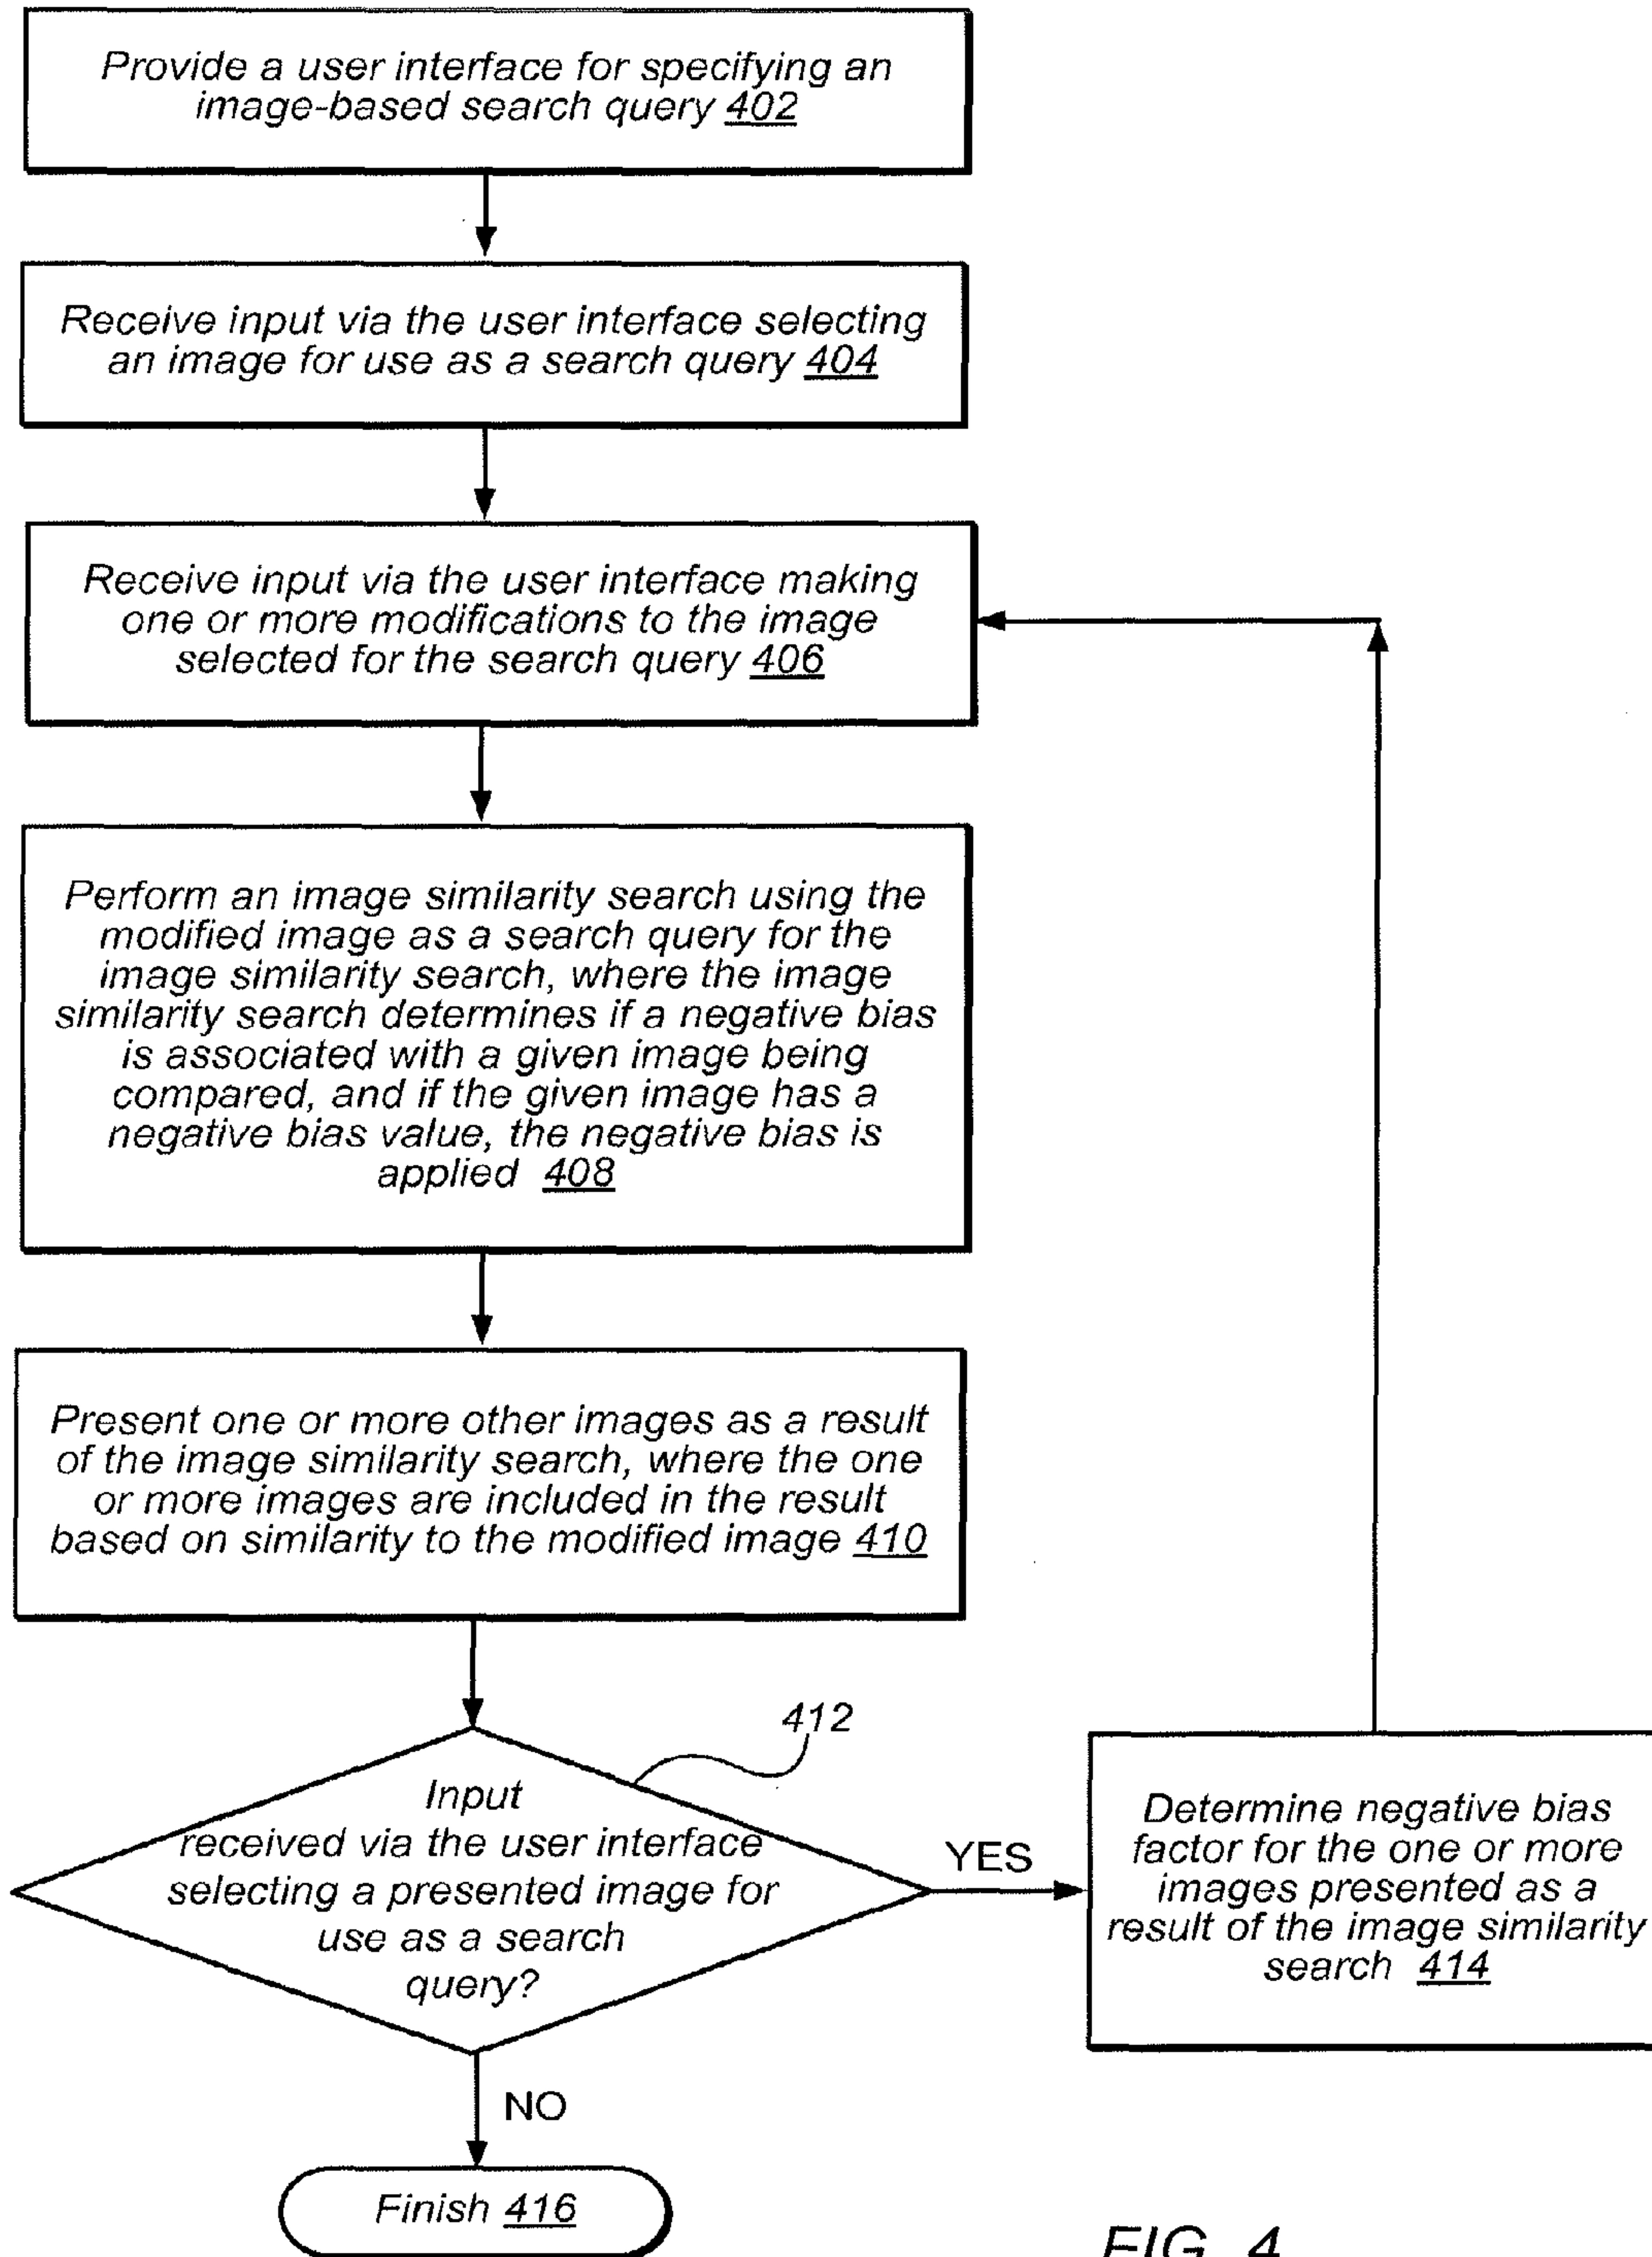 Provide a user interface for specifying an
image-based search query 402
Receive input via the user interface selecting
an image for use as a search query 404
Receive input via the user interface making
one or more modifications to the image
selected for the search query 406
Perform an image similarity search using the
modified image as a search query for the
image similarity search, where the image
similarity search determines if a negative bias
is associated with a given image being
compared, and if the given image has a
negative bias value, the negative bias is
applied 408
Present one or more other images as a result
of the image similarity search, where the one
or more images are included in the result
based on similarity to the modified image 410
412
Input
received via the user interface
selecting a presented image for
use as a search
query?
YES
Determine negative bias
factor for the one or more
images presented as a
result of the image similarity
search 414
NO
Finish 416
FIG. 4